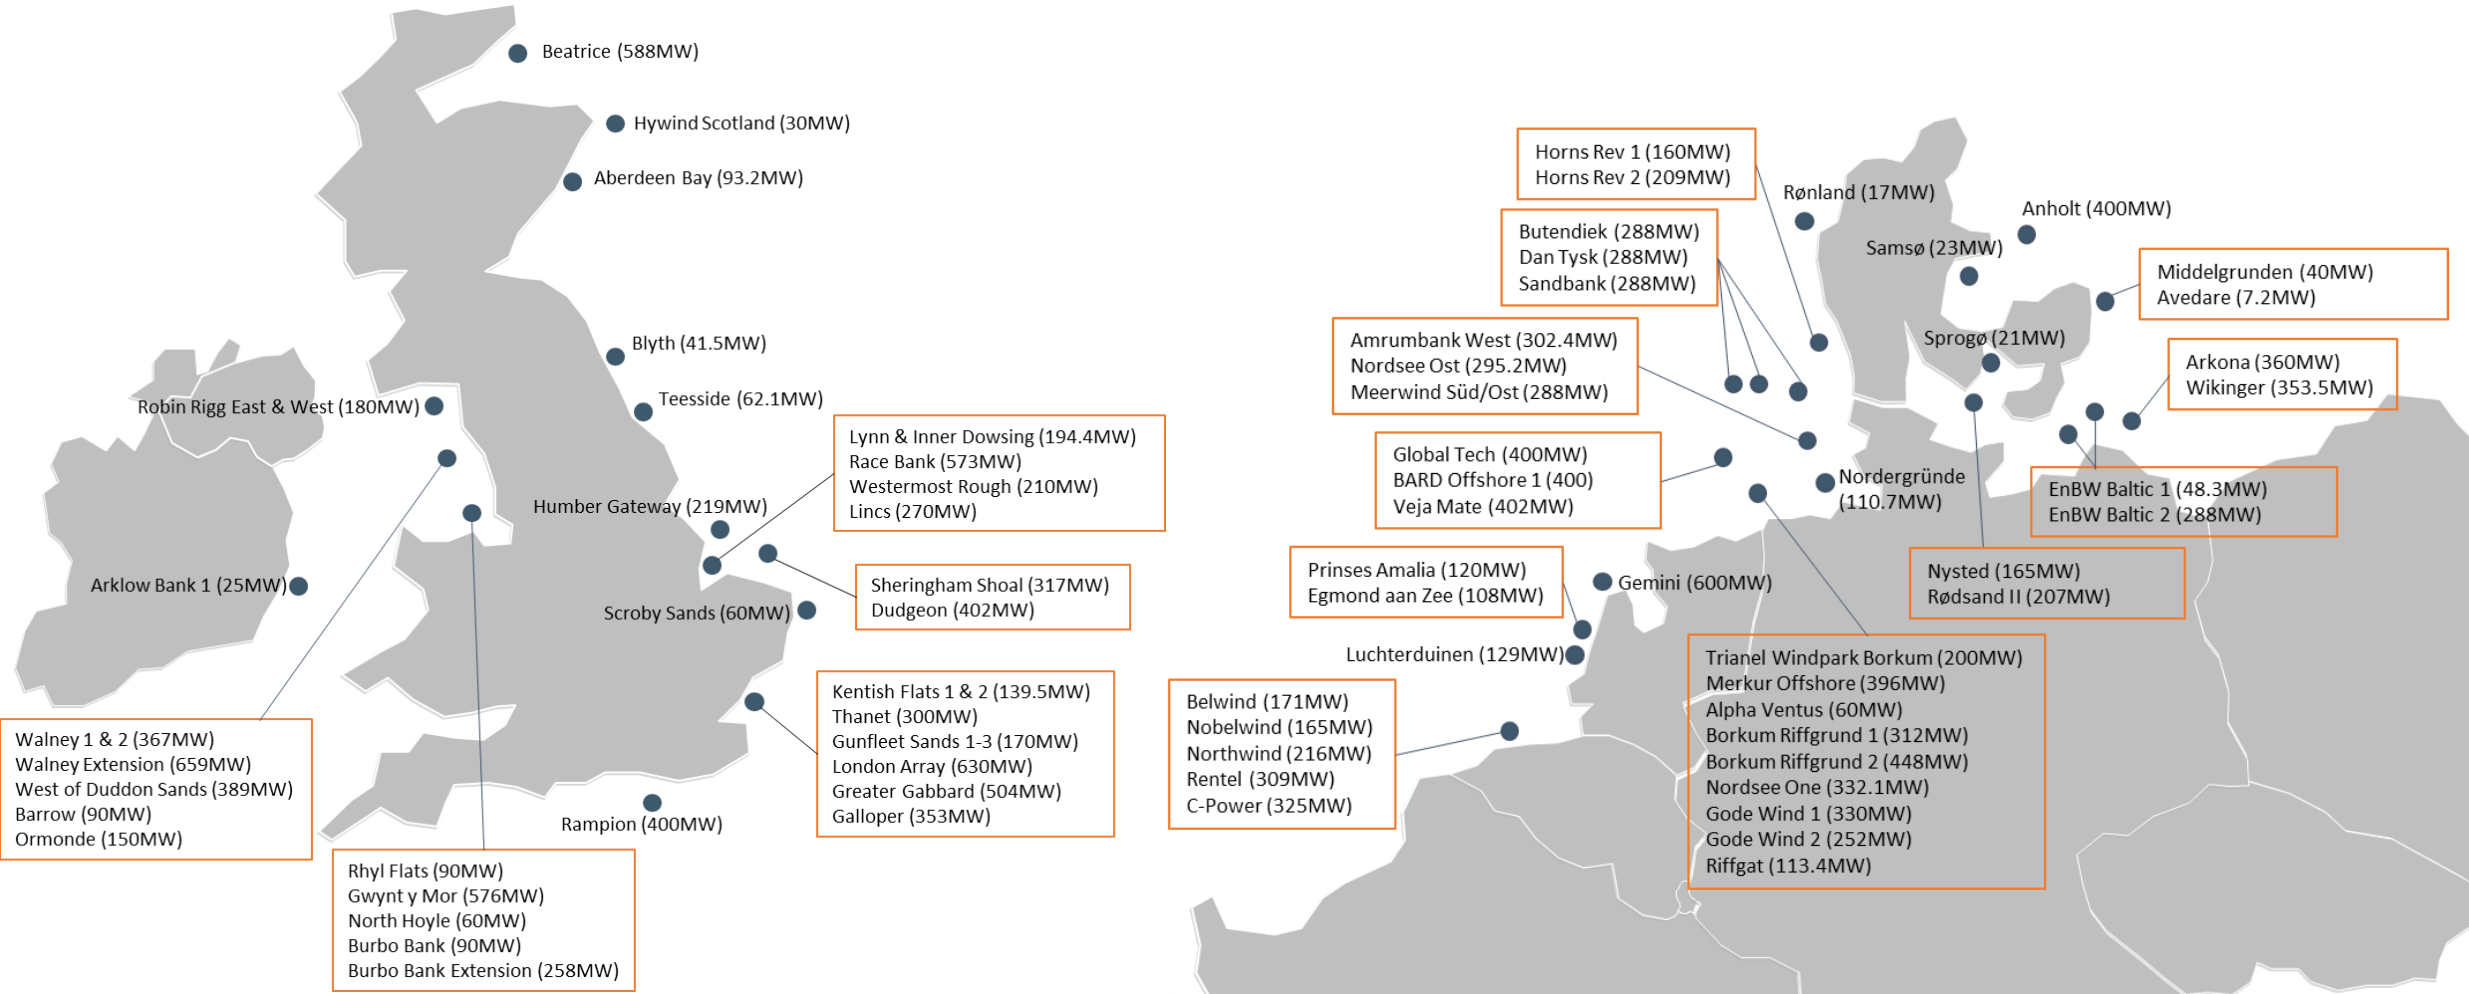 Beatrice (588MW)
Hywind Scotland (30MW)
Aberdeen Bay (93.2MW)
Blyth (41.5MW)
Teesside (62.1MW)
Robin Rigg East & West (180MW)
Lynn & Inner Dowsing (194.4MW)
Race Bank (573MW)
Westermost Rough (210MW)
Lincs (270MW)
Humber Gateway (219MW)
Arklow Bank 1 (25MW)
Sheringham Shoal (317MW)
Dudgeon (402MW)
Scroby Sands (60MW)
Kentish Flats 1 & 2 (139.5MW)
Thanet (300MW)
Gunfleet Sands 1-3 (170MW)
London Array (630MW)
Greater Gabbard (504MW)
Galloper (353MW)
Walney 1 & 2 (367MW)
Walney Extension (659MW)
West of Duddon Sands (389MW)
Barrow (90MW)
Ormonde (150MW)
Rampion (400MW)
Rhyl Flats (90MW)
Gwynt y Mor (576MW)
North Hoyle (60MW)
Burbo Bank (90MW)
Burbo Bank Extension (258MW)
Horns Rev 1 (160MW)
Horns Rev 2 (209MW)
Rønland (17MW)
Anholt (400MW)
Butendiek (288MW)
Dan Tysk (288MW)
Sandbank (288MW)
Samsø (23MW)
Middelgrunden (40MW)
Avedare (7.2MW)
Amrumbank West (302.4MW)
Nordsee Ost (295.2MW)
Meerwind Süd/Ost (288MW)
Sprogø (21MW)
Arkona (360MW)
Wikinger (353.5MW)
Global Tech (400MW)
BARD Offshore 1 (400)
Veja Mate (402MW)
Nordergründe
(110.7MW)
EnBW Baltic 1 (48.3MW)
EnBW Baltic 2 (288MW)
Prinses Amalia (120MW)
Egmond aan Zee (108MW)
Gemini (600MW)
Nysted (165MW)
Rødsand II (207MW)
Luchterduinen (129MW)
Belwind (171MW)
Nobelwind (165MW)
Northwind (216MW)
Rentel (309MW)
C-Power (325MW)
Trianel Windpark Borkum (200MW)
Merkur Offshore (396MW)
Alpha Ventus (60MW)
Borkum Riffgrund 1 (312MW)
Borkum Riffgrund 2 (448MW)
Nordsee One (332.1MW)
Gode Wind 1 (330MW)
Gode Wind 2 (252MW)
Riffgat (113.4MW)